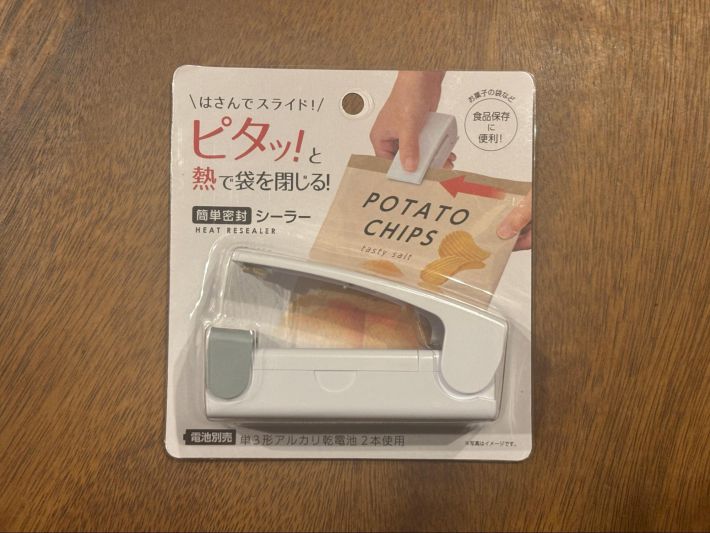 はさんでスライド!
ピタッ!と
熱で袋を閉じる!
簡単密封 シーラー
HEAT RESEALER
お菓子の袋など
食品保存
に
便利!
POTATO
CHIPS
tasty salt
電池別売 単3形アルカリ乾電池 2本使用
※写真はイメージです。